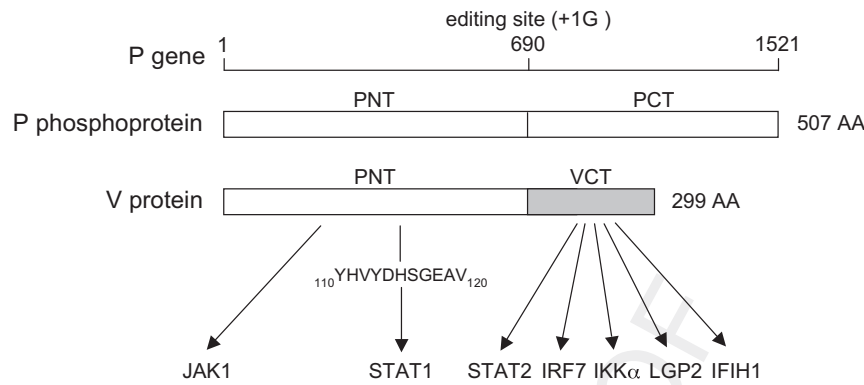 editing site (+1G )
1 690 1521
P gene
PNT PCT
P phosphoprotein 507 AA
PNT VCT
V protein 299 AA
110YHVYDHSGEAV120
JAK1 STAT1 STAT2 IRF7 IKKα LGP2 IFIH1